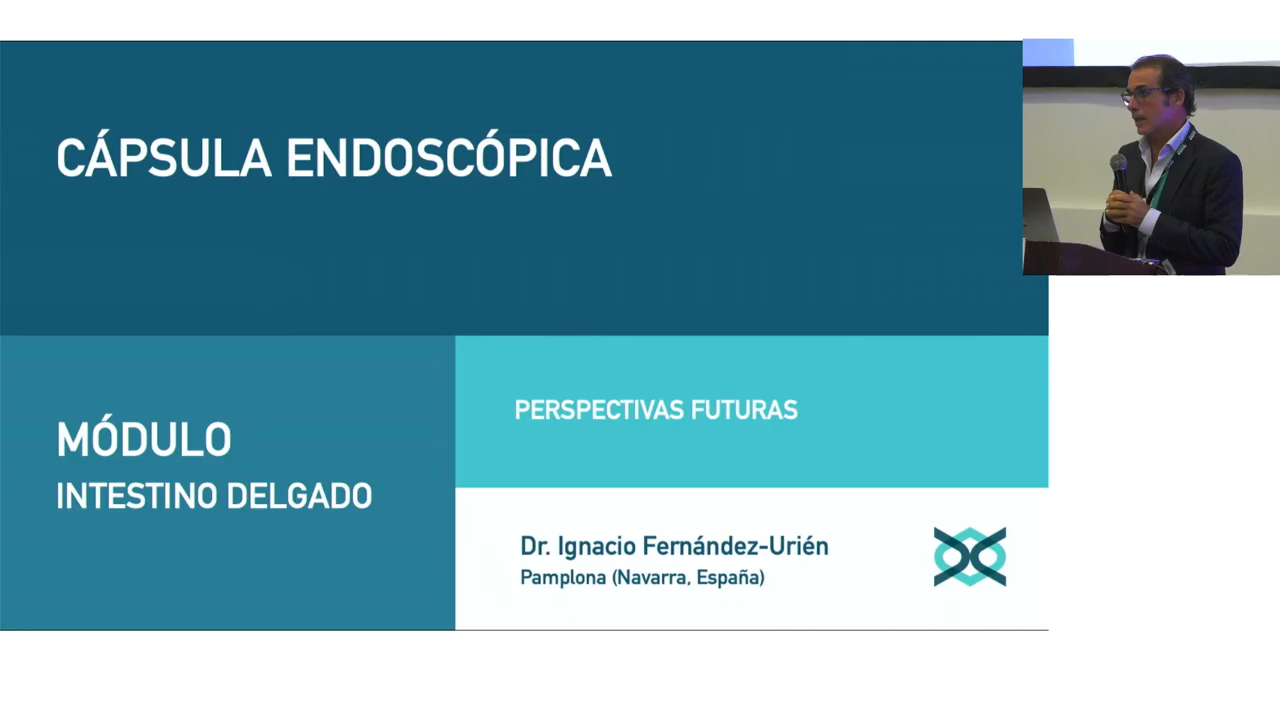 CÁPSULA ENDOSCÓPICA
MÓDULO
INTESTINO DELGADO
PERSPECTIVAS FUTURAS
Dr. Ignacio Fernández-Urién
Pamplona (Navarra, España)